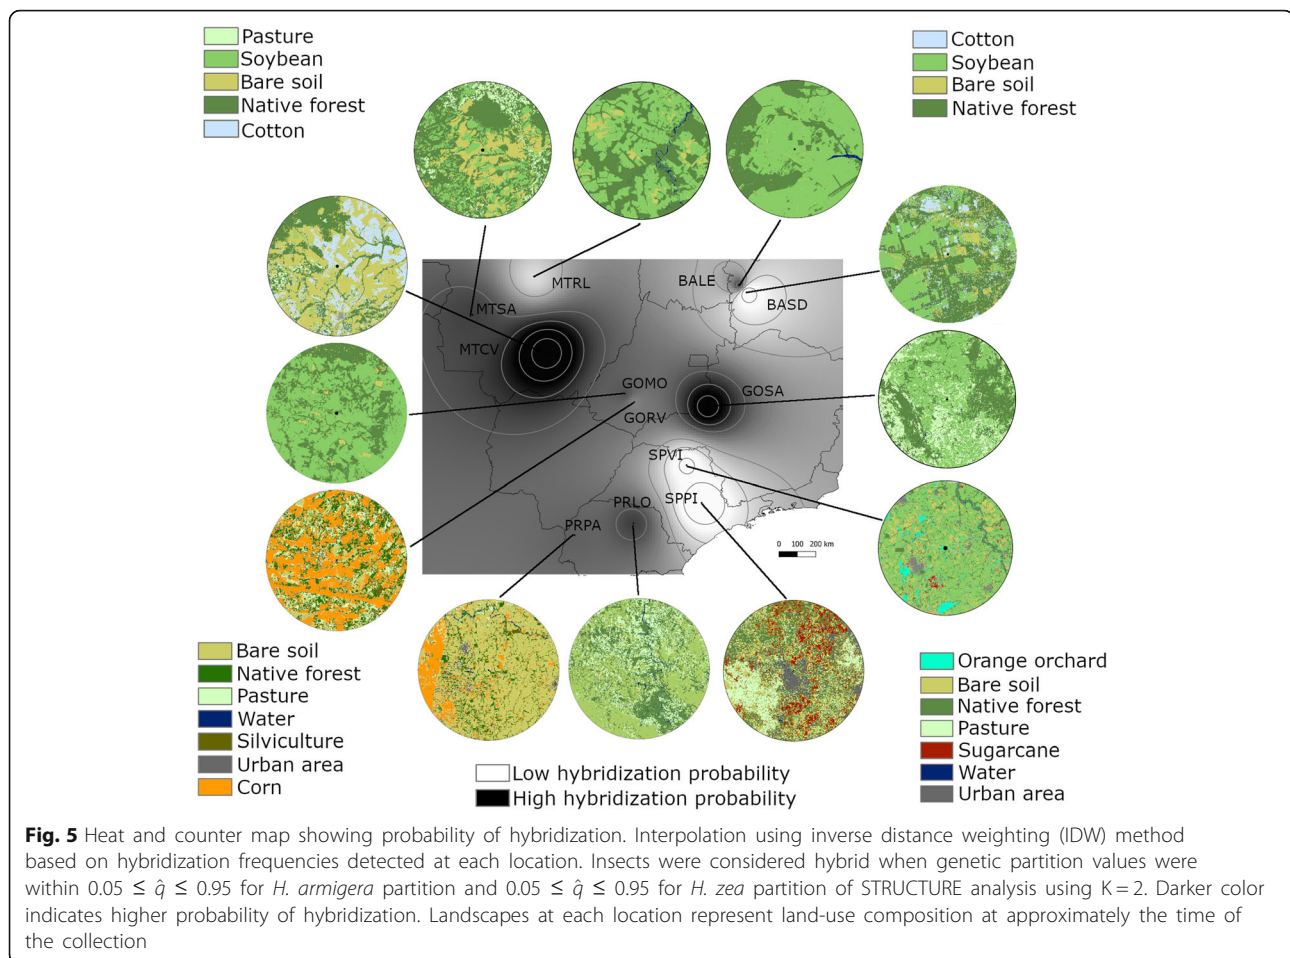 Pasture
Soybean
Bare soil
Native forest
Cotton
Cotton
Soybean
Bare soil
Native forest
MTRL
BALE
BASD
MTSA
MTCV
GOMO
GOSA
GORV
SPVI
PRLO
SPPI
PRPA
0 100 200 km
Bare soil
Native forest
Pasture
Water
Silviculture
Urban area
Corn
Orange orchard
Bare soil
Native forest
Pasture
Sugarcane
Water
Urban area
Low hybridization probability
High hybridization probability
Fig. 5 Heat and counter map showing probability of hybridization. Interpolation using inverse distance weighting (IDW) method
based on hybridization frequencies detected at each location. Insects were considered hybrid when genetic partition values were
within 0.05 ≤ q̂ ≤ 0.95 for H. armigera partition and 0.05 ≤ q̂ ≤ 0.95 for H. zea partition of STRUCTURE analysis using K = 2. Darker color
indicates higher probability of hybridization. Landscapes at each location represent land-use composition at approximately the time of
the collection